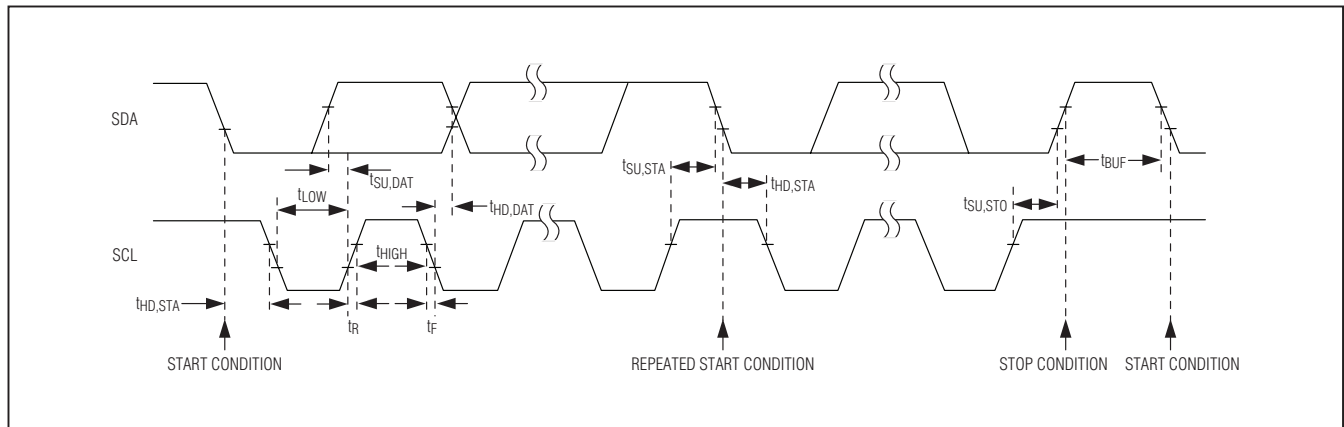 SDA
tSU,DAT
tLOW
tHD,DAT
tSU,STA
tHD,STA
tBUF
tSU,STO
SCL
tHIGH
tHD,STA
tR
tF
START CONDITION
REPEATED START CONDITION
STOP CONDITION
START CONDITION